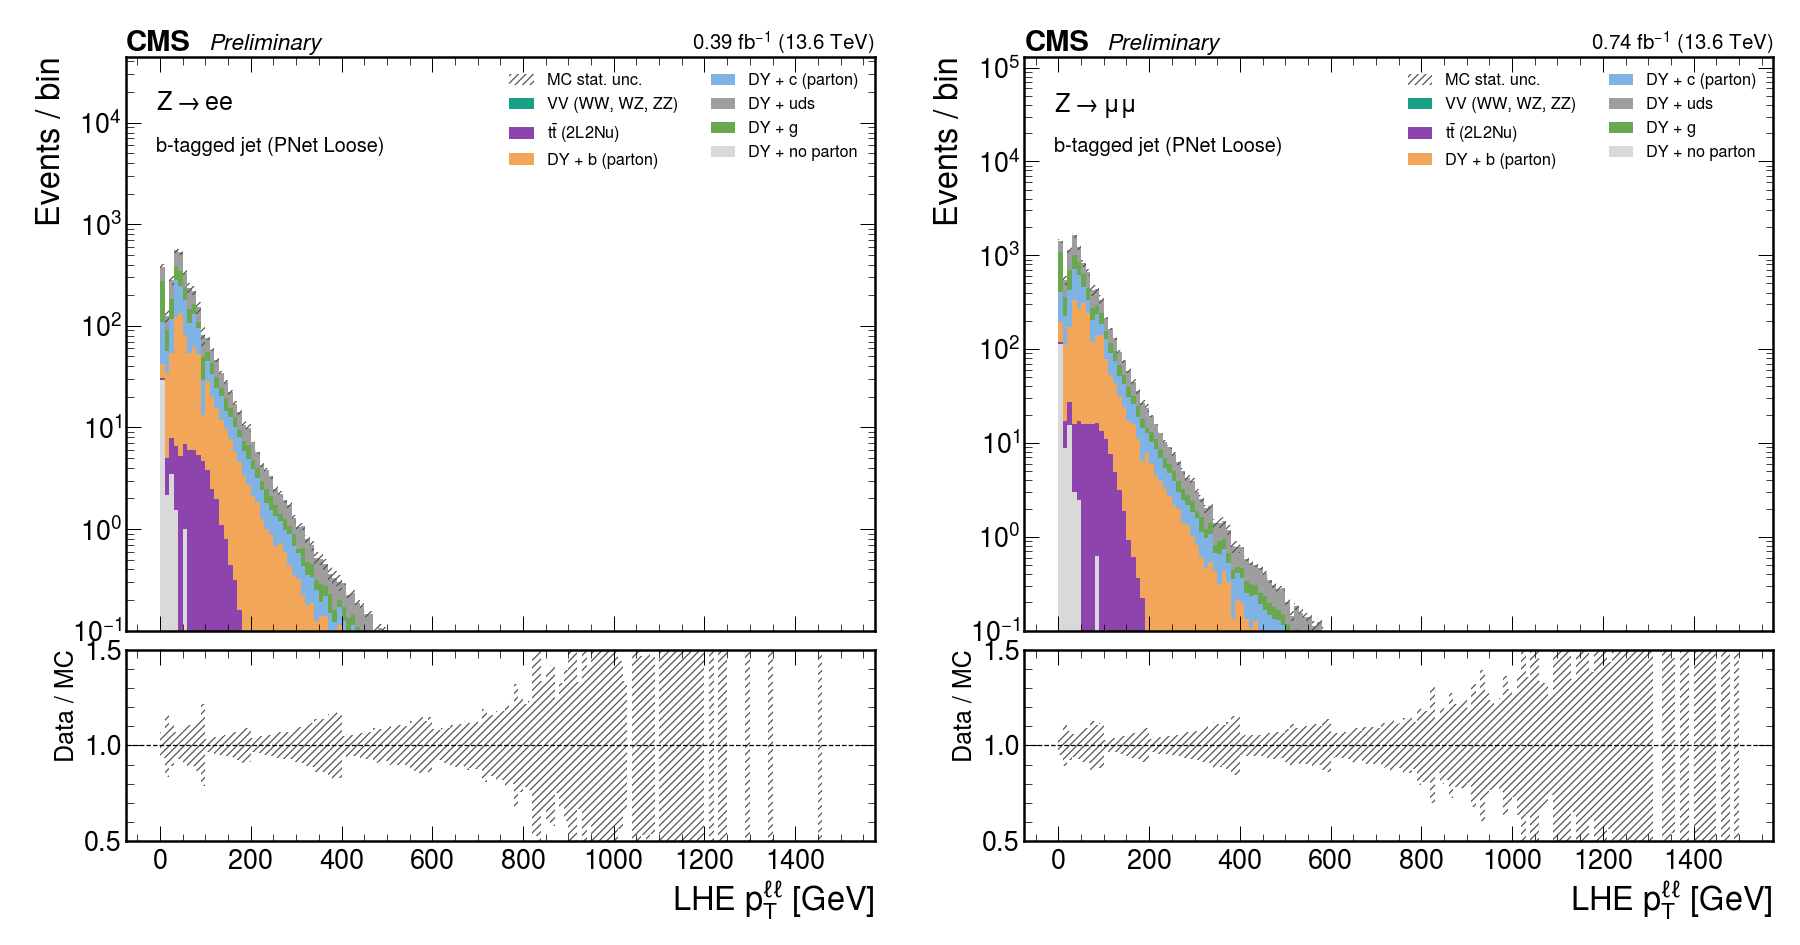 CMS Preliminary 0.39 fb⁻¹ (13.6 TeV)
Events / bin
Z→ee
b-tagged jet (PNet Loose)
MC stat. unc.
VV (WW, WZ, ZZ)
tt̄ (2L2Nu)
DY + b (parton)
DY + c (parton)
DY + uds
DY + g
DY + no parton
10⁴
10³
10²
10¹
10⁰
10⁻¹
Data / MC
1.5
1.0
0.5
0 200 400 600 800 1000 1200 1400
LHE p_T^ℓℓ [GeV]
CMS Preliminary 0.74 fb⁻¹ (13.6 TeV)
Events / bin
Z→μμ
b-tagged jet (PNet Loose)
MC stat. unc.
VV (WW, WZ, ZZ)
tt̄ (2L2Nu)
DY + b (parton)
DY + c (parton)
DY + uds
DY + g
DY + no parton
10⁵
10⁴
10³
10²
10¹
10⁰
10⁻¹
Data / MC
1.5
1.0
0.5
0 200 400 600 800 1000 1200 1400
LHE p_T^ℓℓ [GeV]